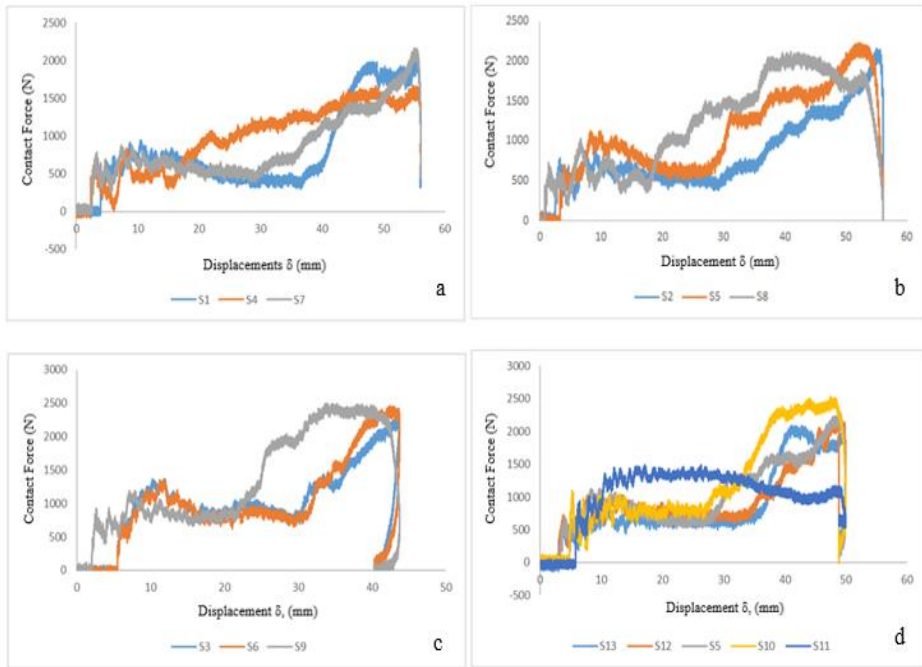 2500
2000
1500
1000
500
0
-500
Contact Force (N)
0 10 20 30 40 50 60
Displacements δ (mm)
S1 S4 S7
a
2500
2000
1500
1000
500
0
Contact Force (N)
0 10 20 30 40 50 60
Displacement δ (mm)
S2 S5 S8
b
3000
2500
2000
1500
1000
500
0
Contact Force (N)
0 10 20 30 40 50
Displacement δ, (mm)
S3 S6 S9
c
3000
2500
2000
1500
1000
500
0
-500
Contact Force (N)
0 10 20 30 40 50 60
Displacement δ, (mm)
S13 S12 S5 S10 S11
d